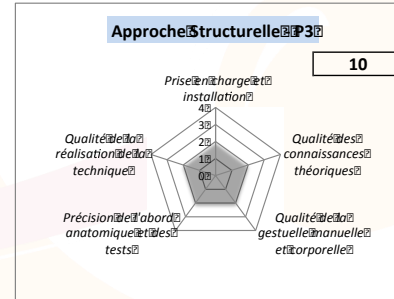 Approche Structurelle - P3
10
Prise en charge et
installation
4
3
2
1
0
Qualité des
connaissances
théoriques
Qualité de la
gestuelle manuelle
et corporelle
Précision de l'abord
anatomique et des
tests
Qualité de la
réalisation de la
technique